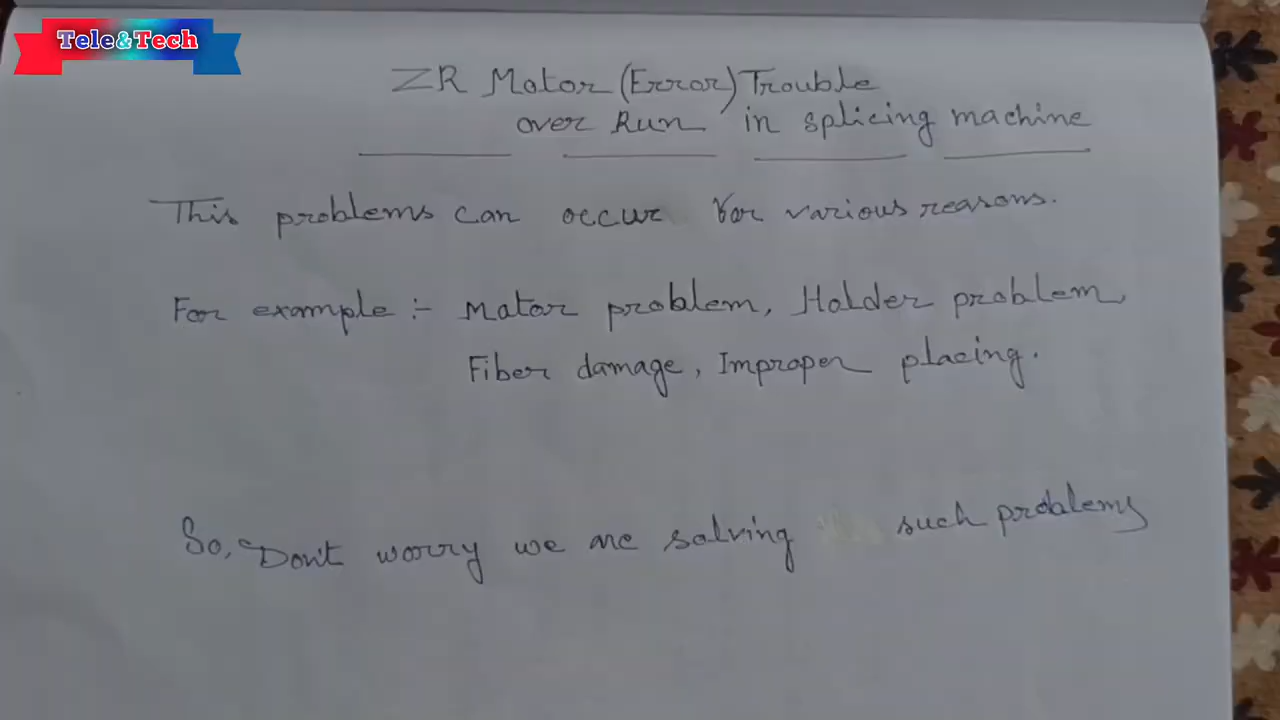 Tele&Tech
ZR Motor (Error) Trouble
over Run in splicing machine
This problems can occur for various reasons.
For example :- Motor problem, Holder problem,
Fiber damage, Improper placing.
So, Don't worry we are solving such problems